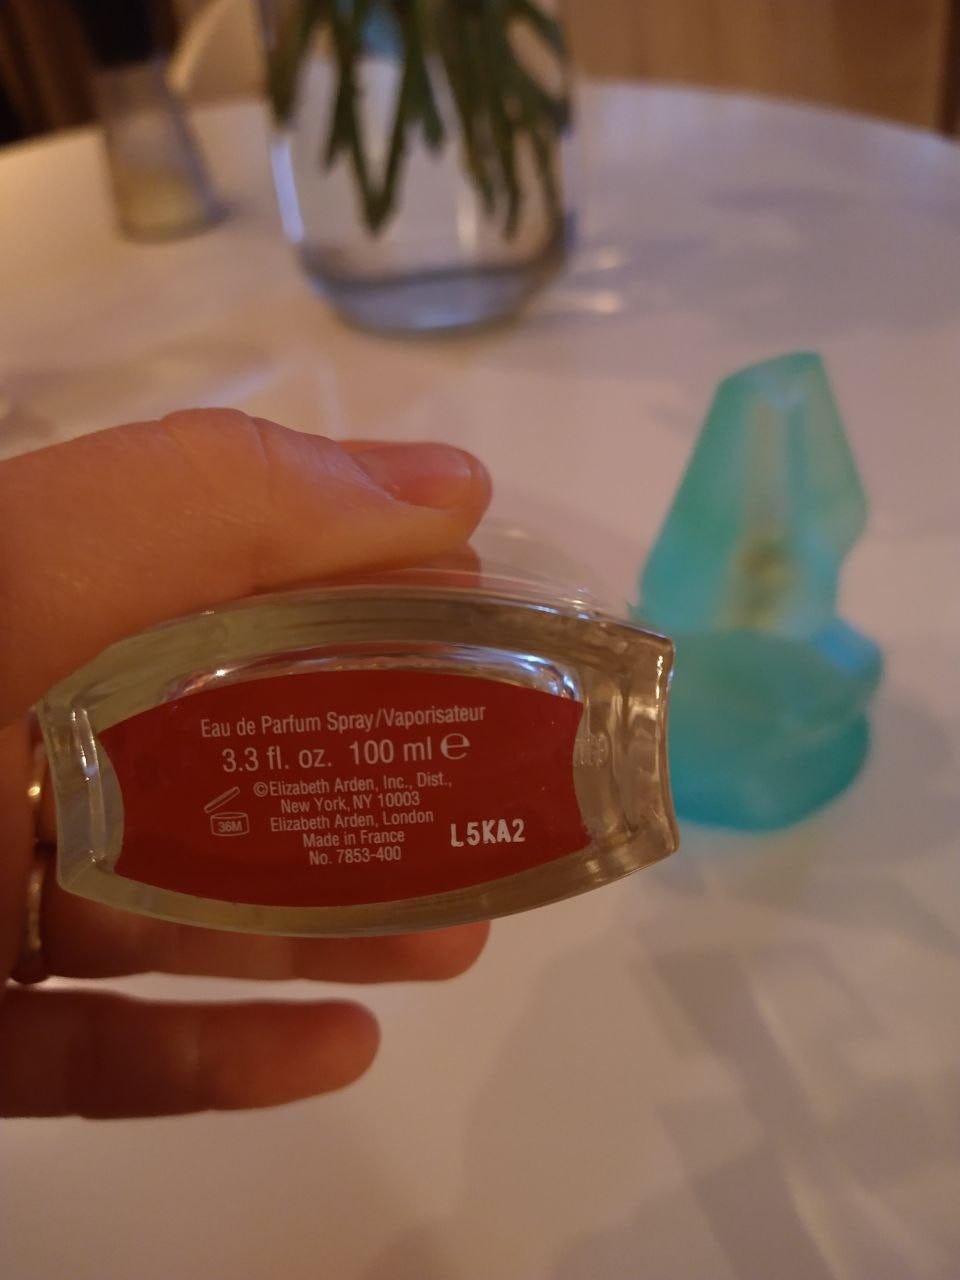 Eau de Parfum Spray/Vaporisateur
3.3 fl. oz. 100 ml ℮
©Elizabeth Arden, Inc., Dist.,
New York, NY 10003
Elizabeth Arden, London
Made in France
No. 7853-400
36M
L5KA2